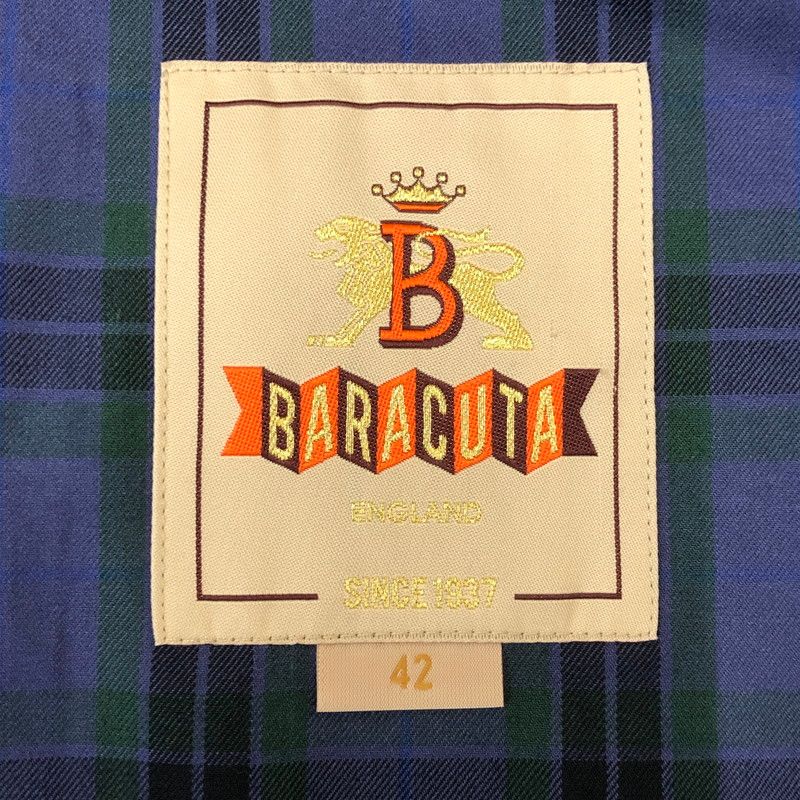 B
BARACUTA
ENGLAND
SINCE 1937
42